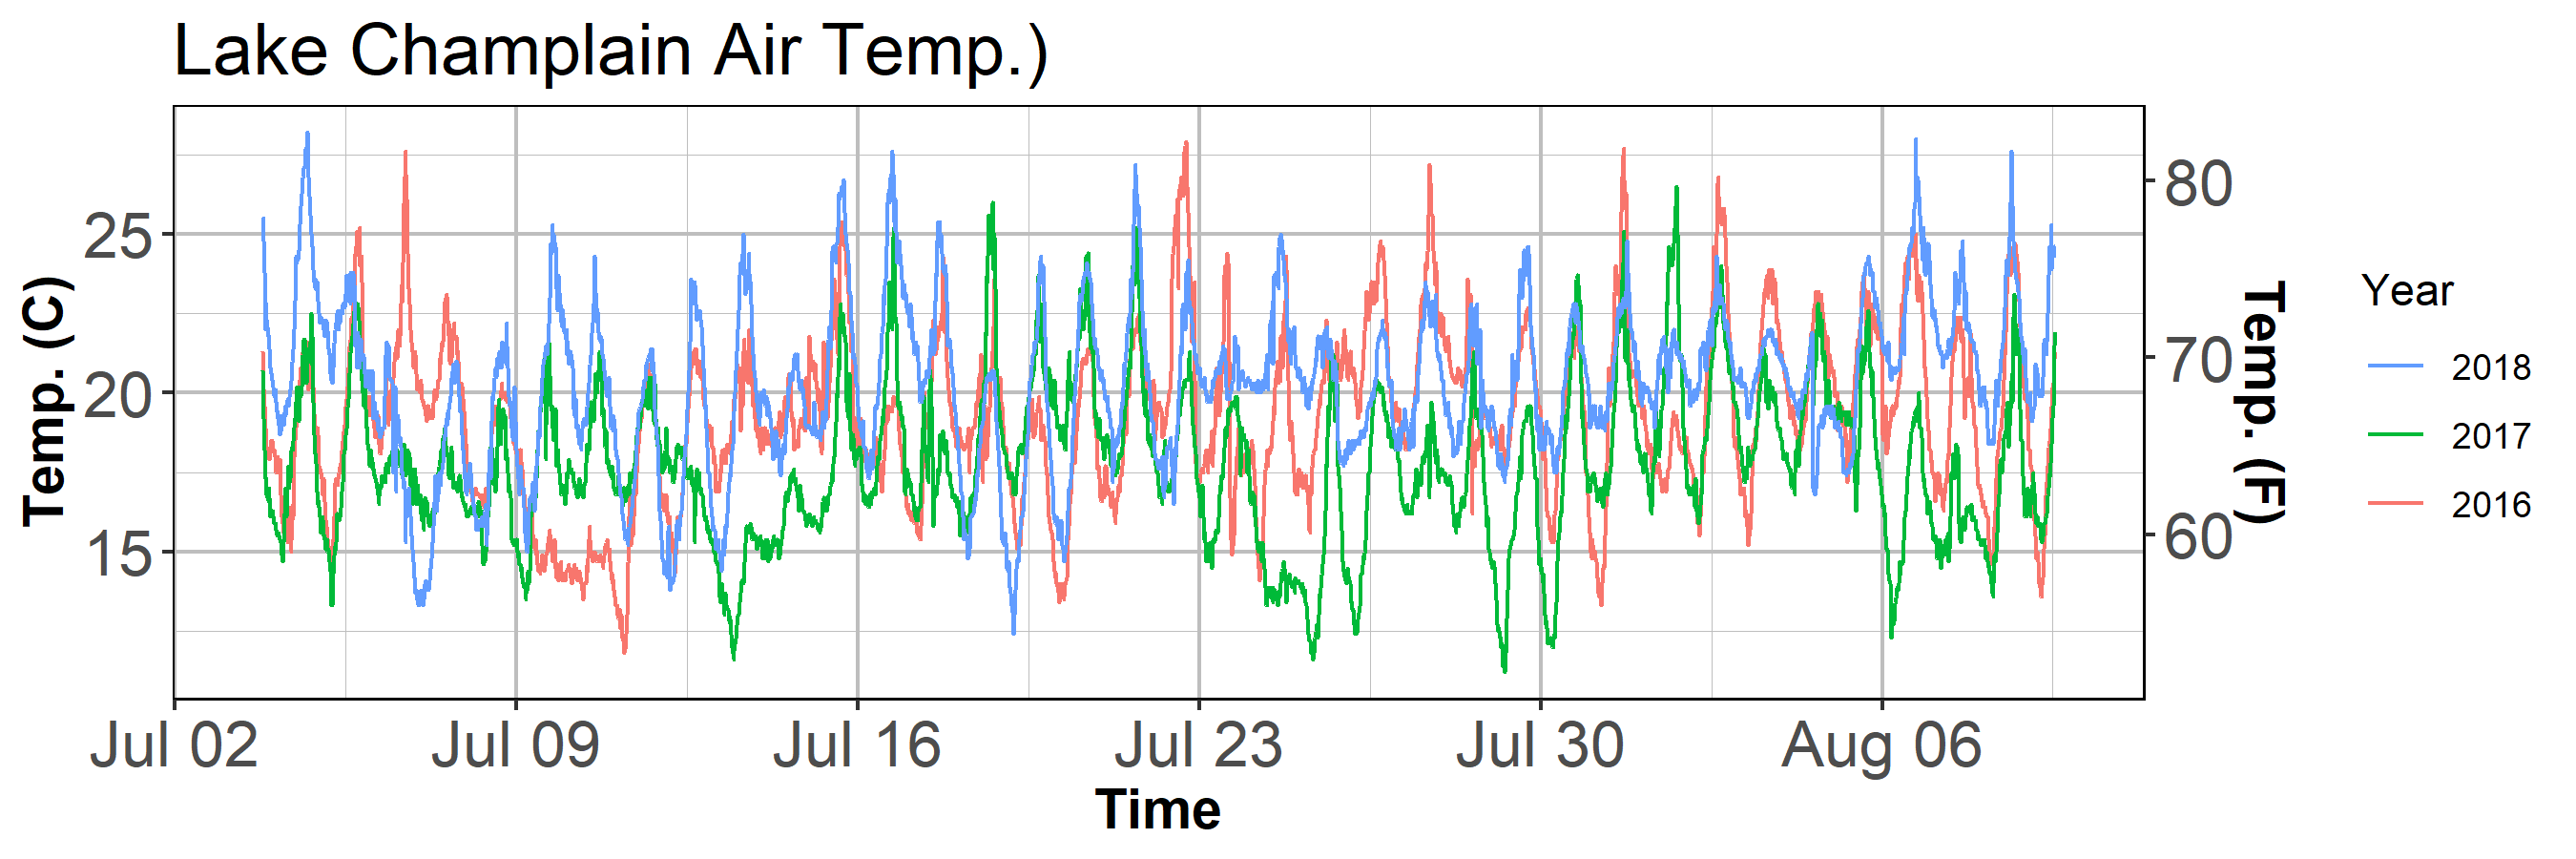 Lake Champlain Air Temp.)
Temp. (C)
25
20
15
80
70
60
Temp. (F)
Jul 02
Jul 09
Jul 16
Jul 23
Jul 30
Aug 06
Time
Year
2018
2017
2016